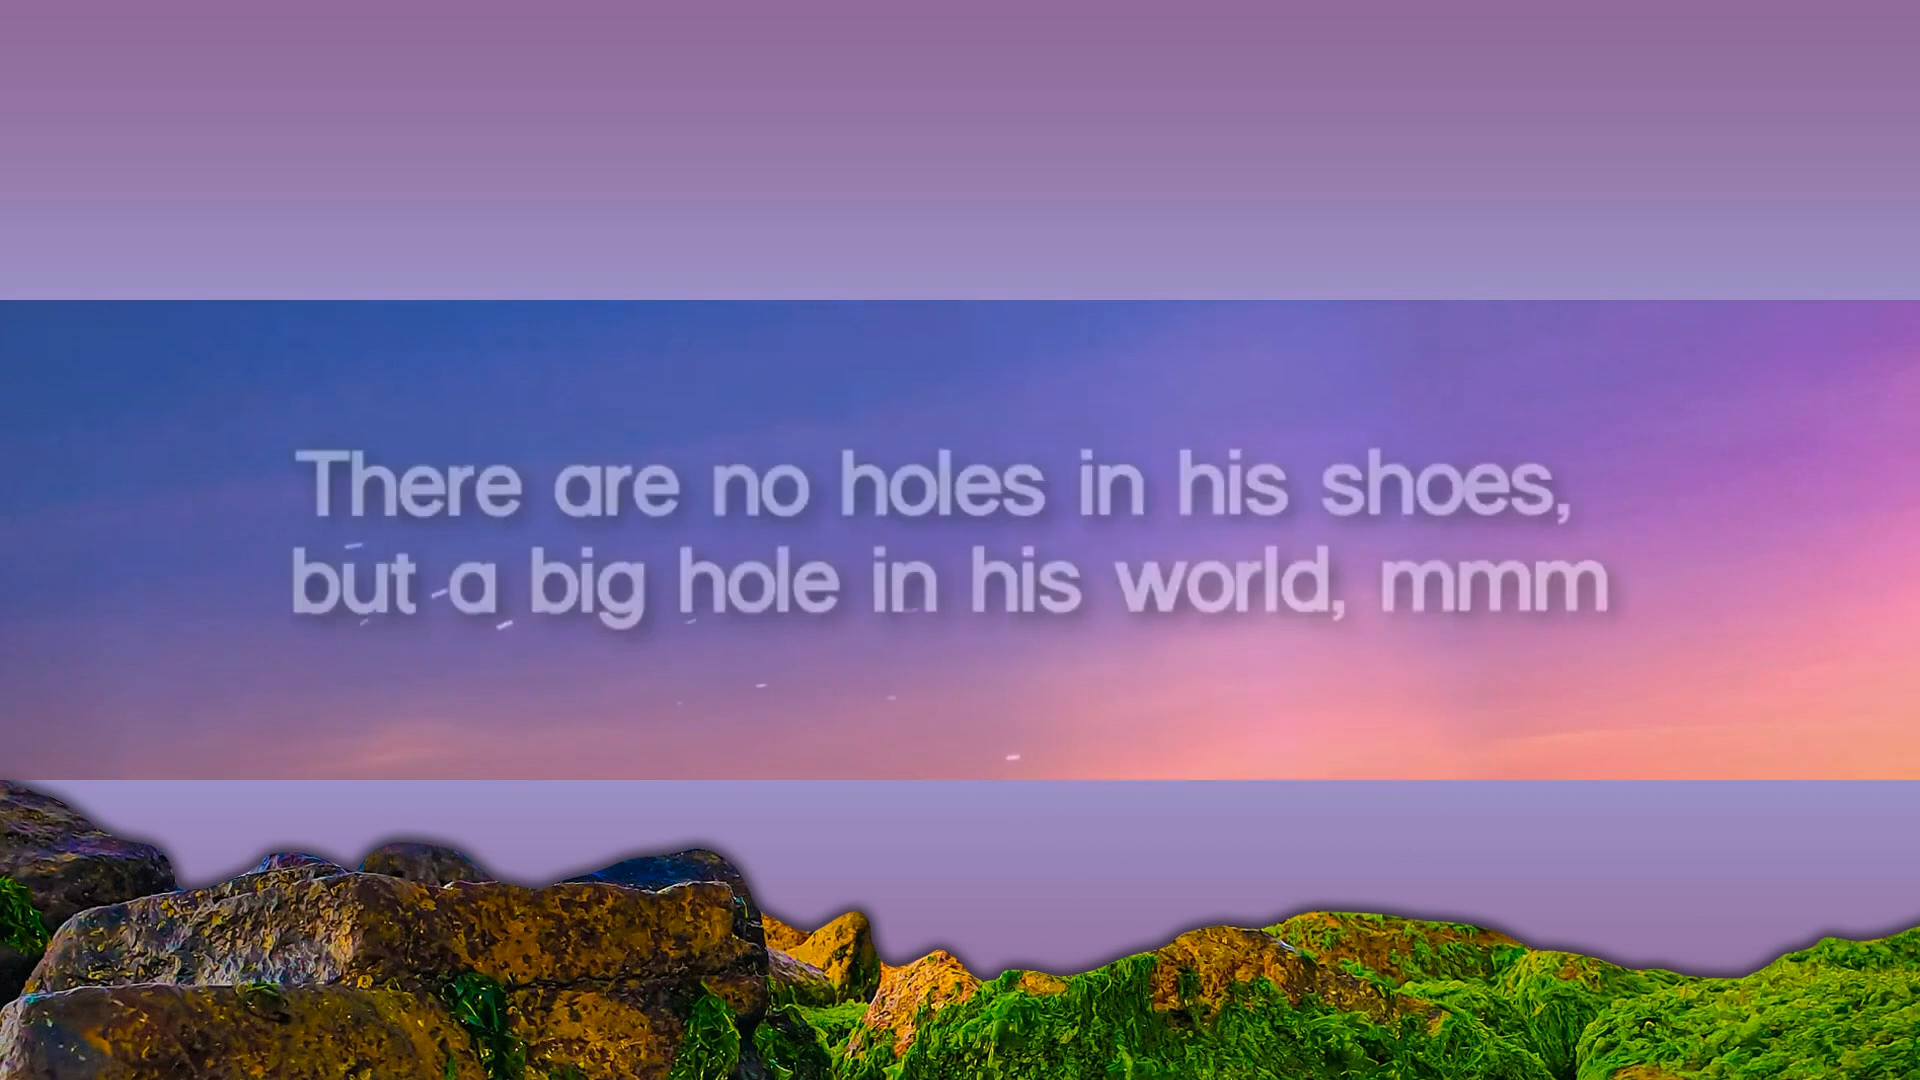 There are no holes in his shoes,
but a big hole in his world, mmm